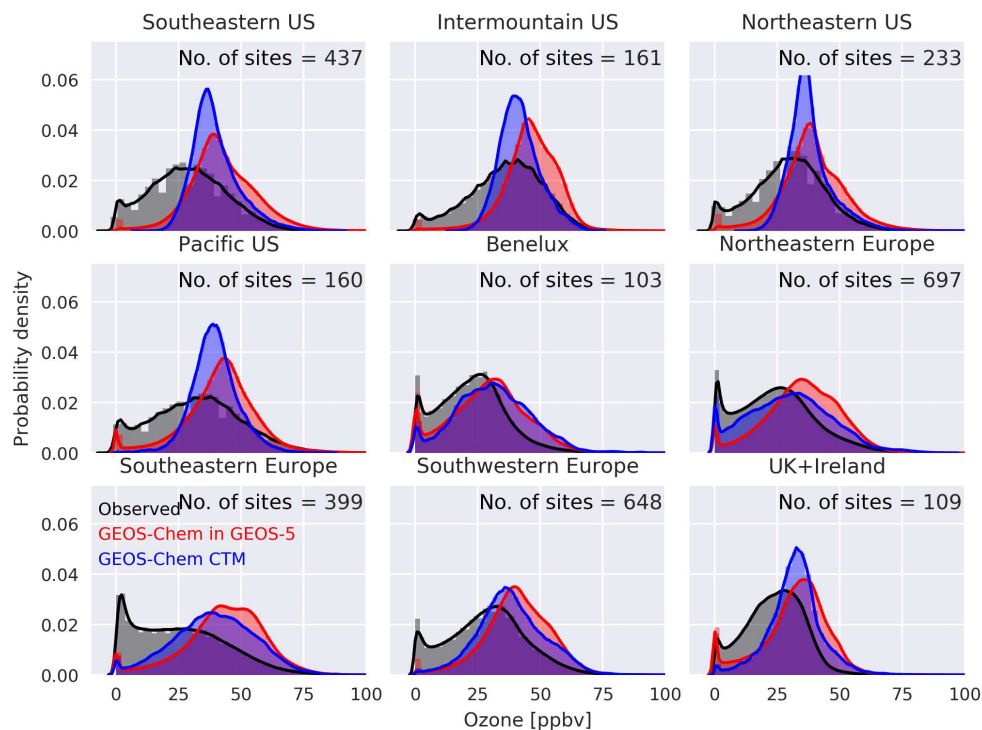 Southeastern US
Intermountain US
Northeastern US
No. of sites = 437
No. of sites = 161
No. of sites = 233
0.06
0.04
0.02
0.00
Pacific US
Benelux
Northeastern Europe
No. of sites = 160
No. of sites = 103
No. of sites = 697
0.06
0.04
0.02
0.00
Probability density
Southeastern Europe
Southwestern Europe
UK+Ireland
No. of sites = 399
No. of sites = 648
No. of sites = 109
Observed
GEOS-Chem in GEOS-5
GEOS-Chem CTM
0.06
0.04
0.02
0.00
0 25 50 75 100
0 25 50 75 100
0 25 50 75 100
Ozone [ppbv]